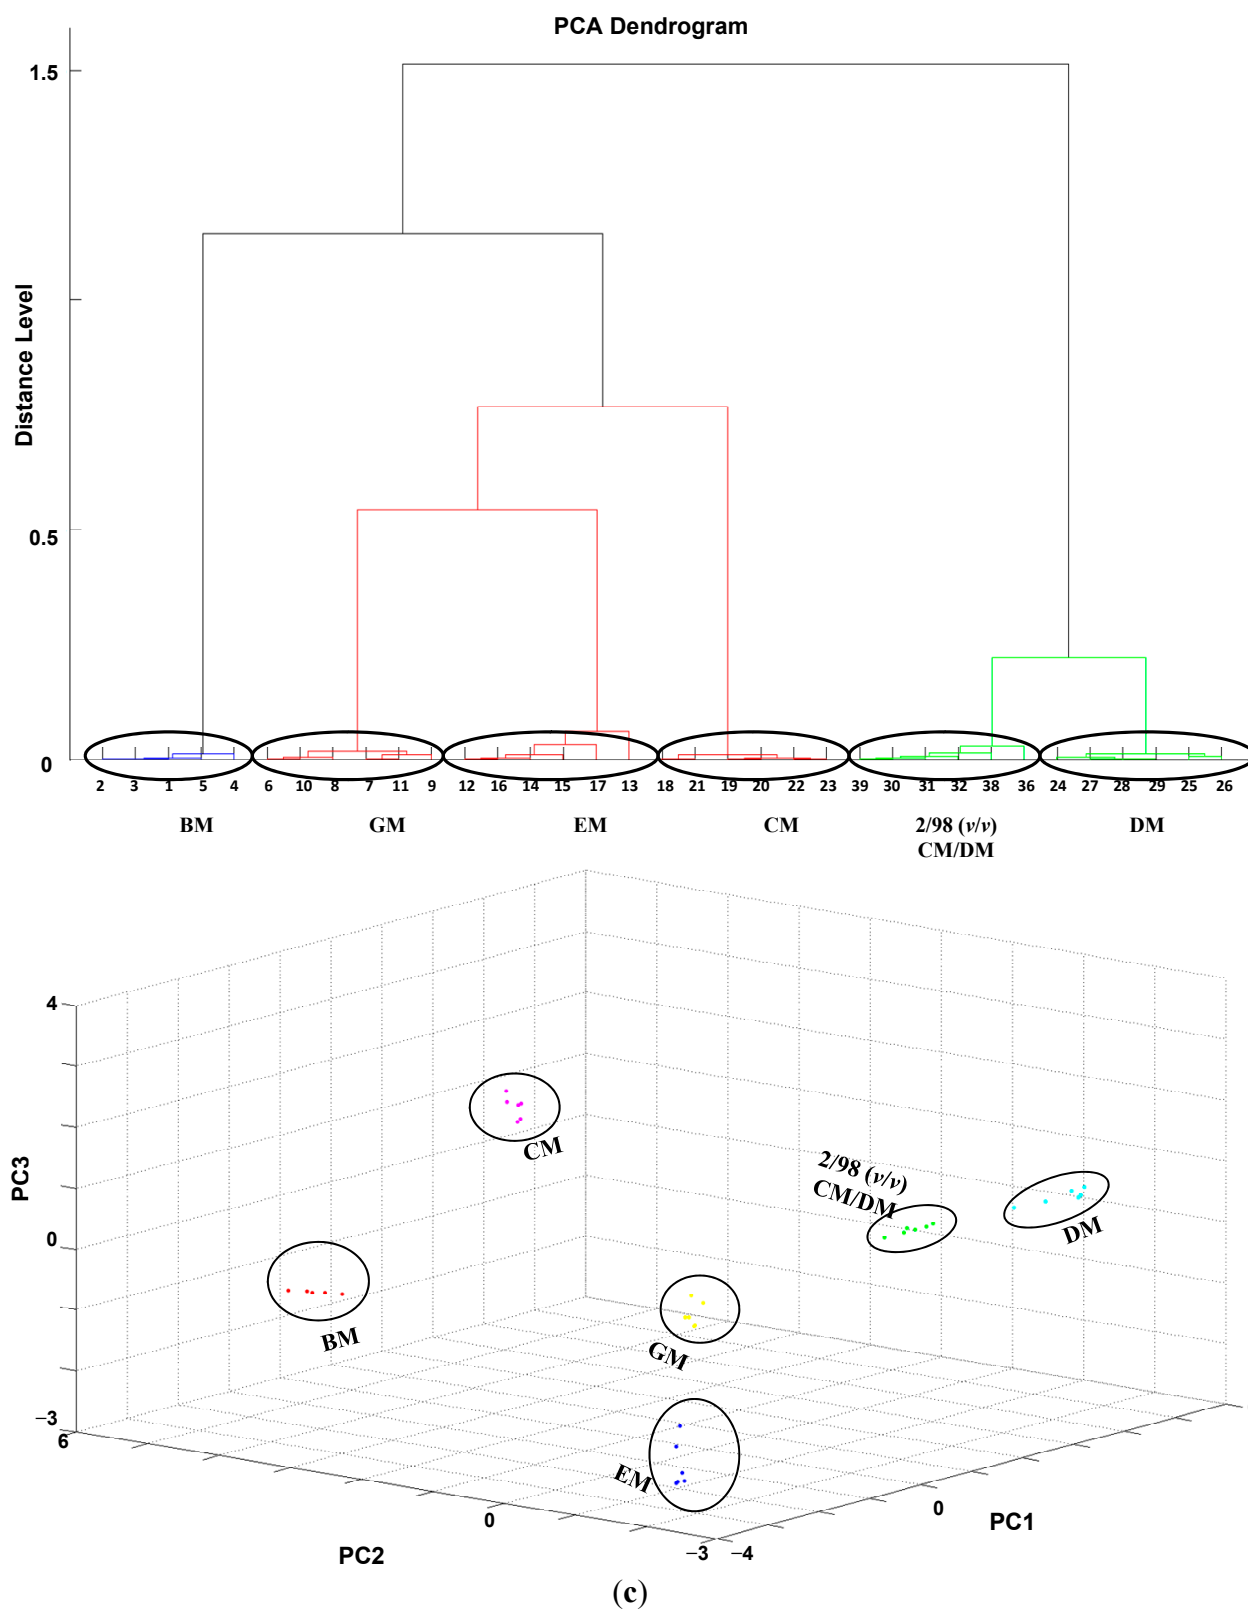 PCA Dendrogram
1.5
Distance Level
0.5
0
2 3 1 5 4 6 10 8 7 11 9 12 16 14 15 17 13 18 21 19 20 22 23 39 30 31 32 38 36 24 27 28 29 25 26
BM GM EM CM 2/98 (v/v) DM
CM/DM
4
CM
2/98 (v/v)
CM/DM
DM
PC3
0
BM
GM
−3
6
EM
0
0
PC1
PC2
−3 −4
(c)